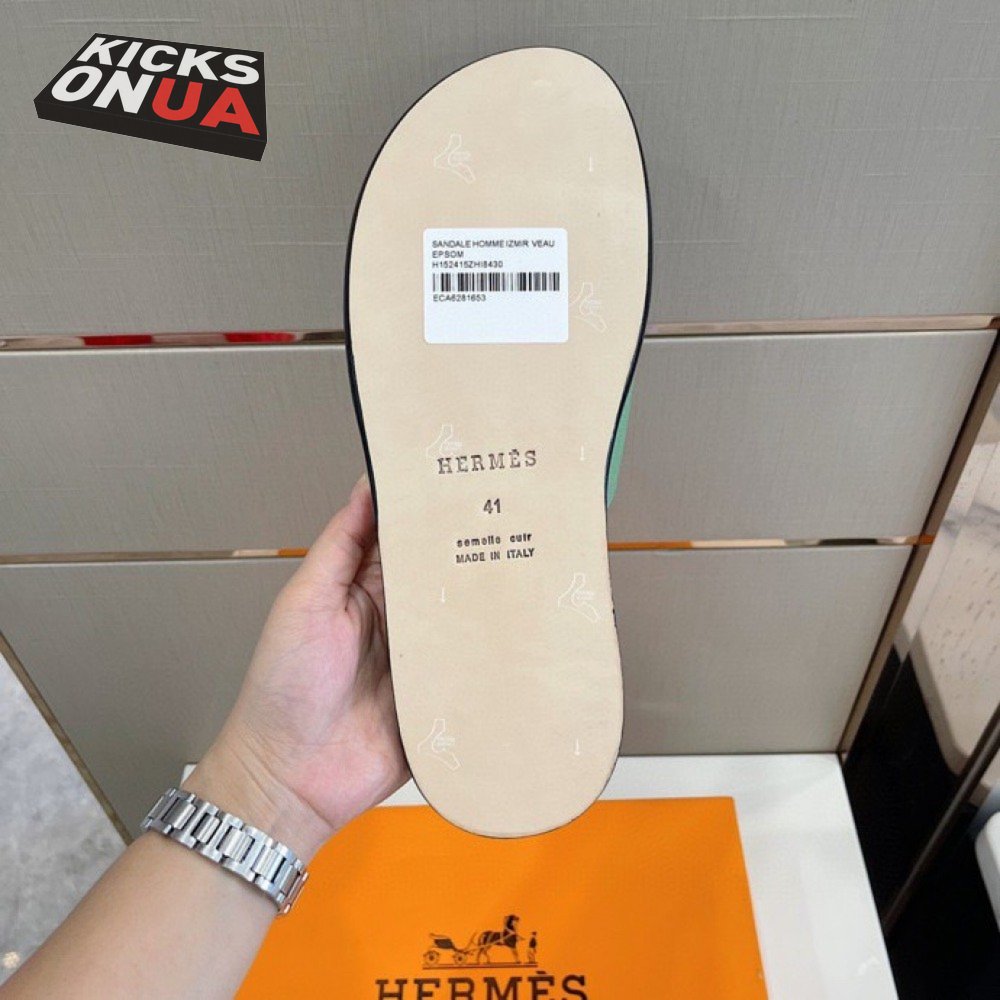 KICKS
ONUA
SANDALE HOMME IZMIR VEAU
EPSOM
H152415ZHI8430
ECA6281653
HERMÈS
41
semelle cuir
MADE IN ITALY
HERMÈS